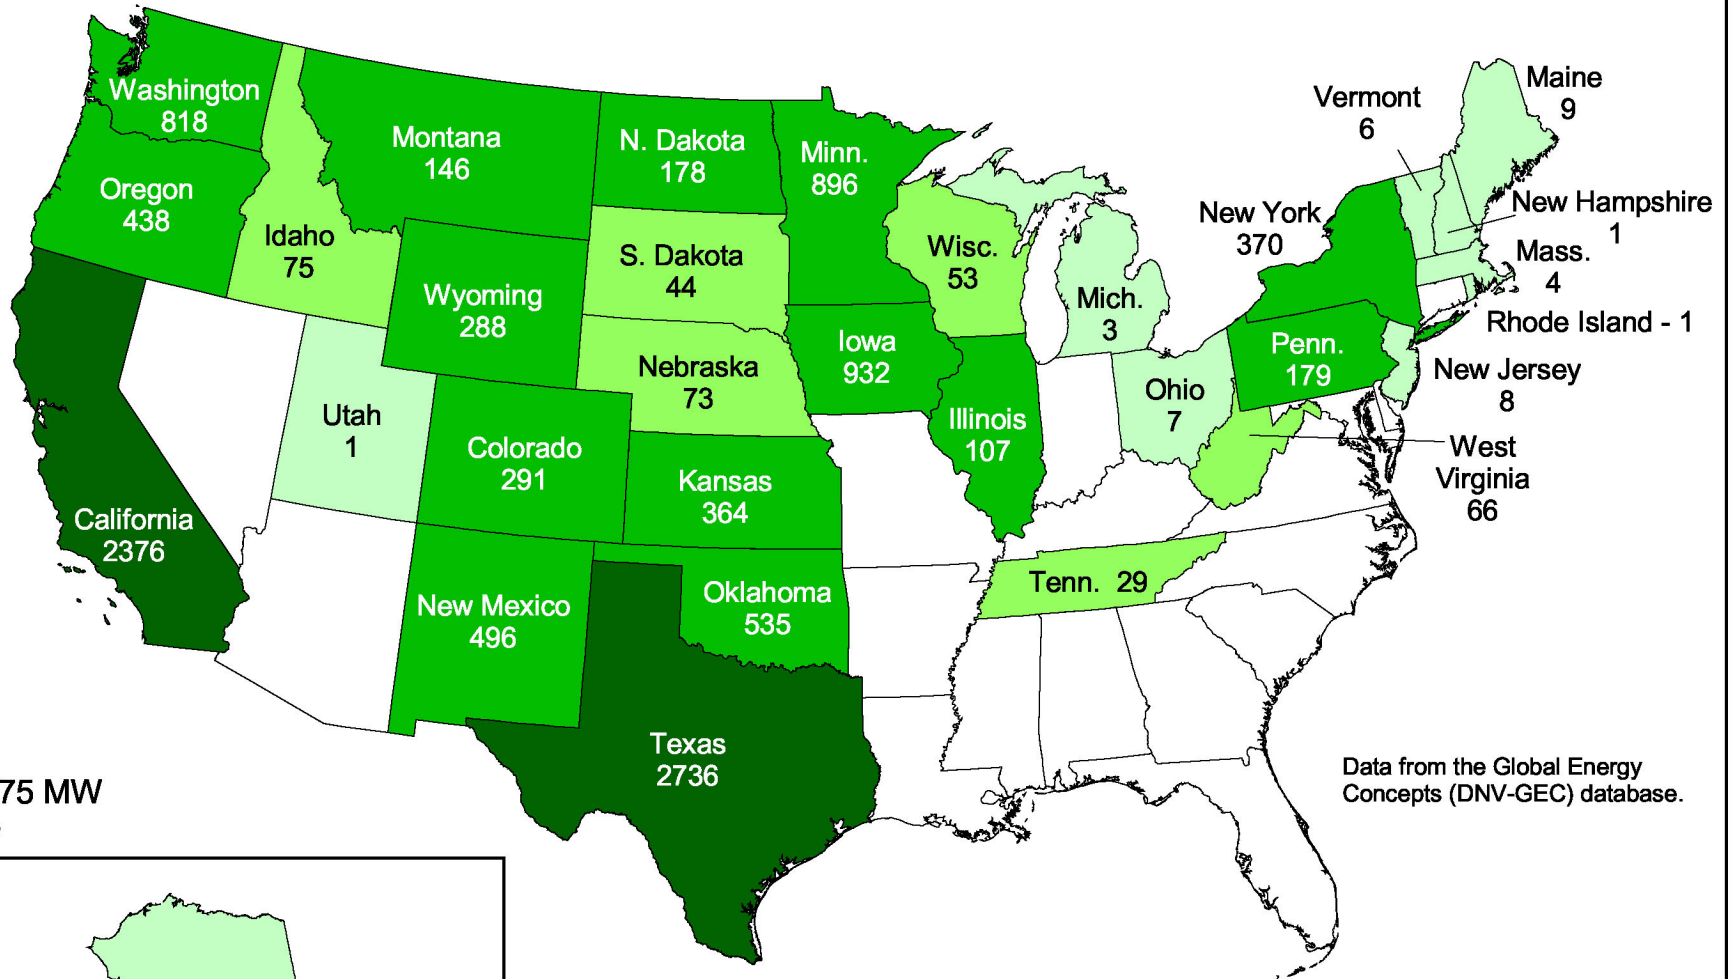 Washington
818
Oregon
438
California
2376
Idaho
75
Montana
146
Wyoming
288
Utah
1
Colorado
291
New Mexico
496
N. Dakota
178
S. Dakota
44
Nebraska
73
Kansas
364
Oklahoma
535
Texas
2736
Minn.
896
Iowa
932
Wisc.
53
Illinois
107
Mich.
3
Ohio
7
Tenn. 29
Penn.
179
New York
370
Vermont
6
Maine
9
New Hampshire
1
Mass.
4
Rhode Island - 1
New Jersey
8
West
Virginia
66
75 MW
Data from the Global Energy
Concepts (DNV-GEC) database.